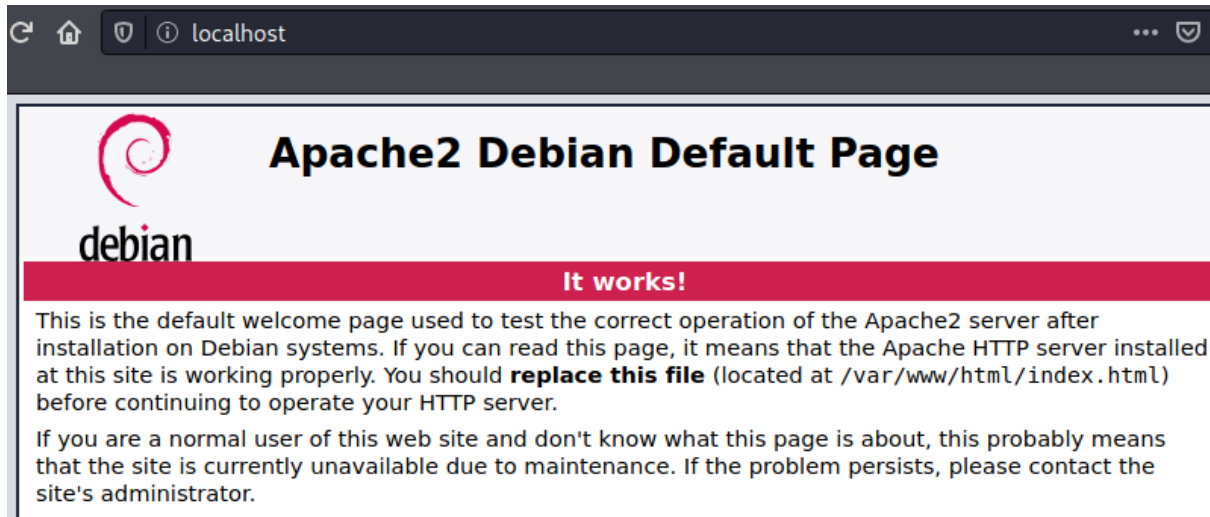 localhost
debian
Apache2 Debian Default Page
It works!
This is the default welcome page used to test the correct operation of the Apache2 server after
installation on Debian systems. If you can read this page, it means that the Apache HTTP server installed
at this site is working properly. You should replace this file (located at /var/www/html/index.html)
before continuing to operate your HTTP server.
If you are a normal user of this web site and don't know what this page is about, this probably means
that the site is currently unavailable due to maintenance. If the problem persists, please contact the
site's administrator.